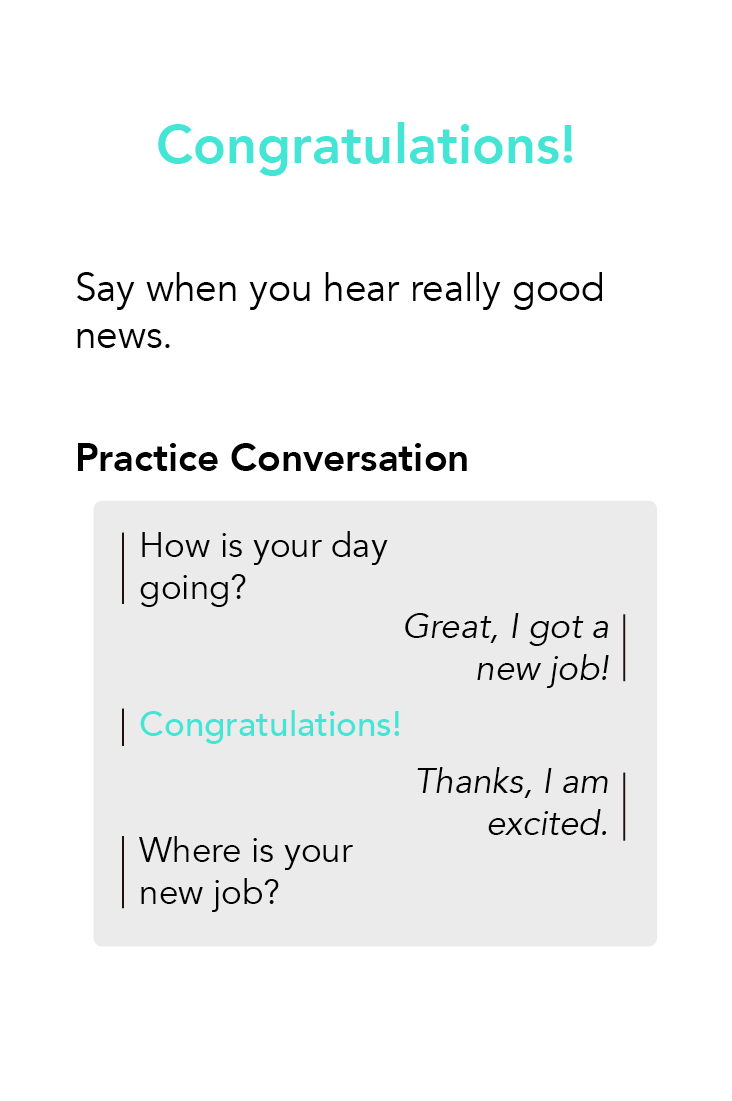 Congratulations!
Say when you hear really good
news.
Practice Conversation
How is your day
going?
Great, I got a
new job!
Congratulations!
Thanks, I am
excited.
Where is your
new job?